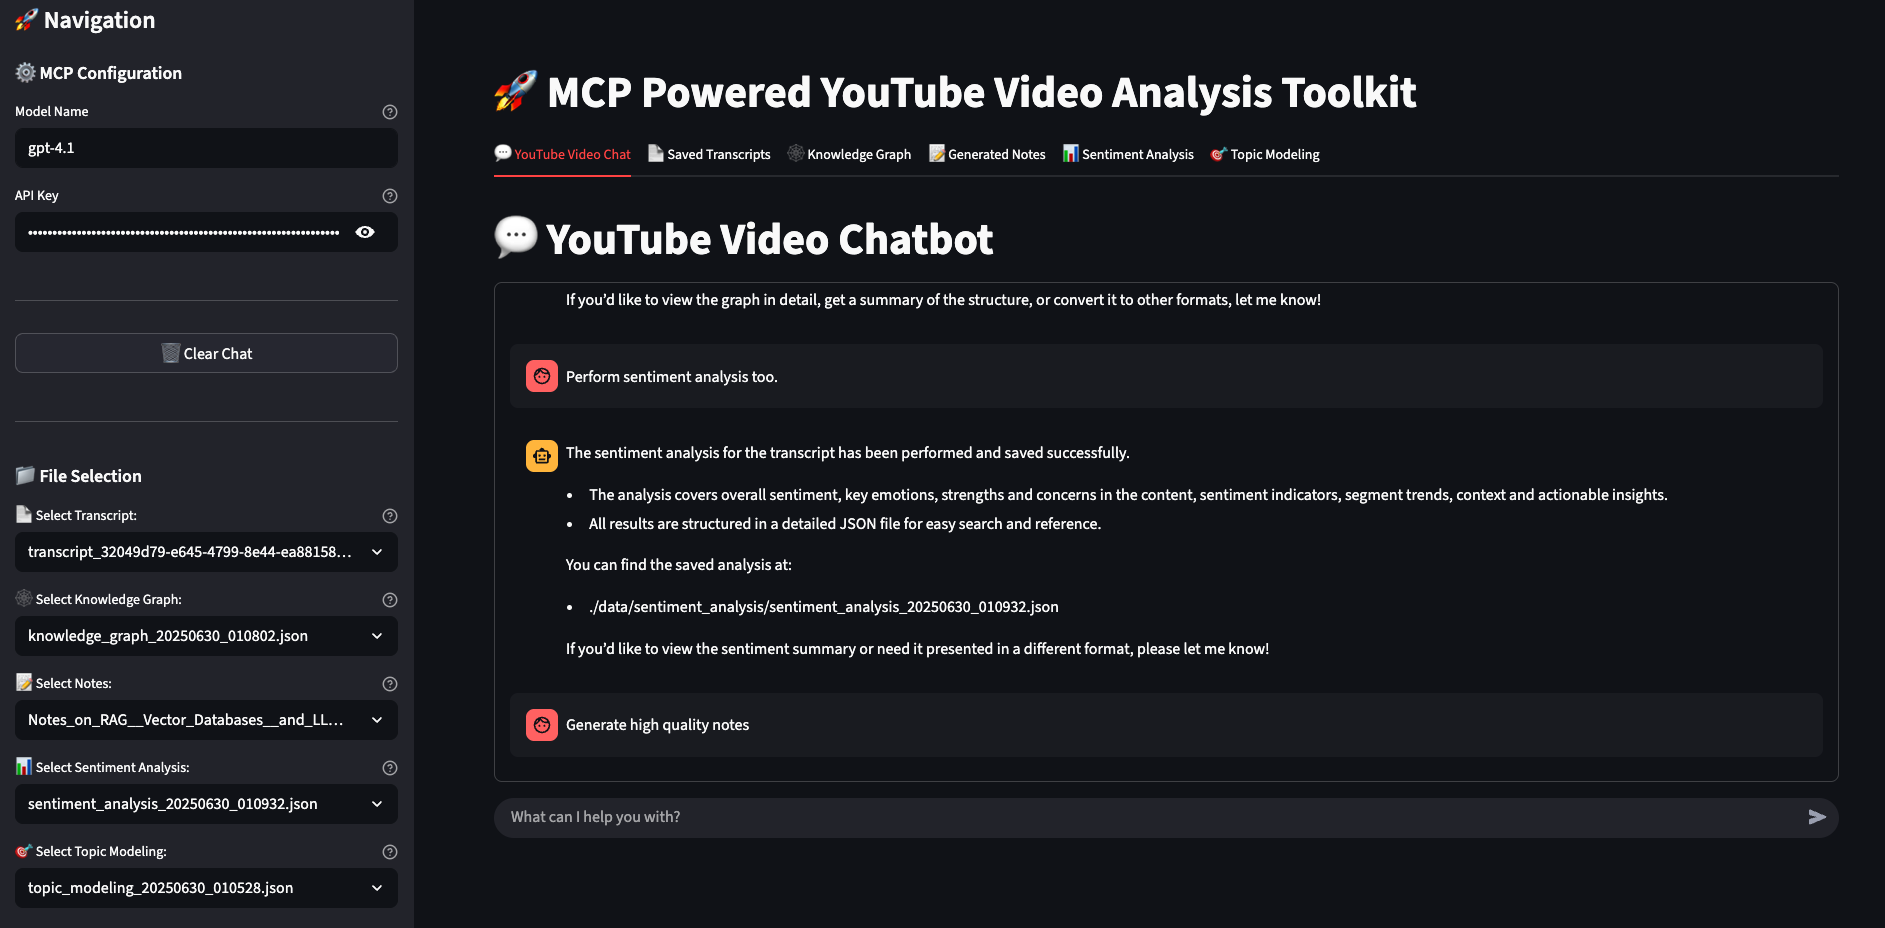 Navigation
MCP Configuration
Model Name
gpt-4.1
API Key
••••••••••••••••••••••••••••••••••••••••••••••••••••••••••••••••
Clear Chat
File Selection
Select Transcript:
transcript_32049d79-e645-4799-8e44-ea88158...
Select Knowledge Graph:
knowledge_graph_20250630_010802.json
Select Notes:
Notes_on_RAG__Vector_Databases__and_LL...
Select Sentiment Analysis:
sentiment_analysis_20250630_010932.json
Select Topic Modeling:
topic_modeling_20250630_010528.json
MCP Powered YouTube Video Analysis Toolkit
YouTube Video Chat Saved Transcripts Knowledge Graph Generated Notes Sentiment Analysis Topic Modeling
YouTube Video Chatbot
If you’d like to view the graph in detail, get a summary of the structure, or convert it to other formats, let me know!
Perform sentiment analysis too.
The sentiment analysis for the transcript has been performed and saved successfully.
• The analysis covers overall sentiment, key emotions, strengths and concerns in the content, sentiment indicators, segment trends, context and actionable insights.
• All results are structured in a detailed JSON file for easy search and reference.
You can find the saved analysis at:
• ./data/sentiment_analysis/sentiment_analysis_20250630_010932.json
If you’d like to view the sentiment summary or need it presented in a different format, please let me know!
Generate high quality notes
What can I help you with?